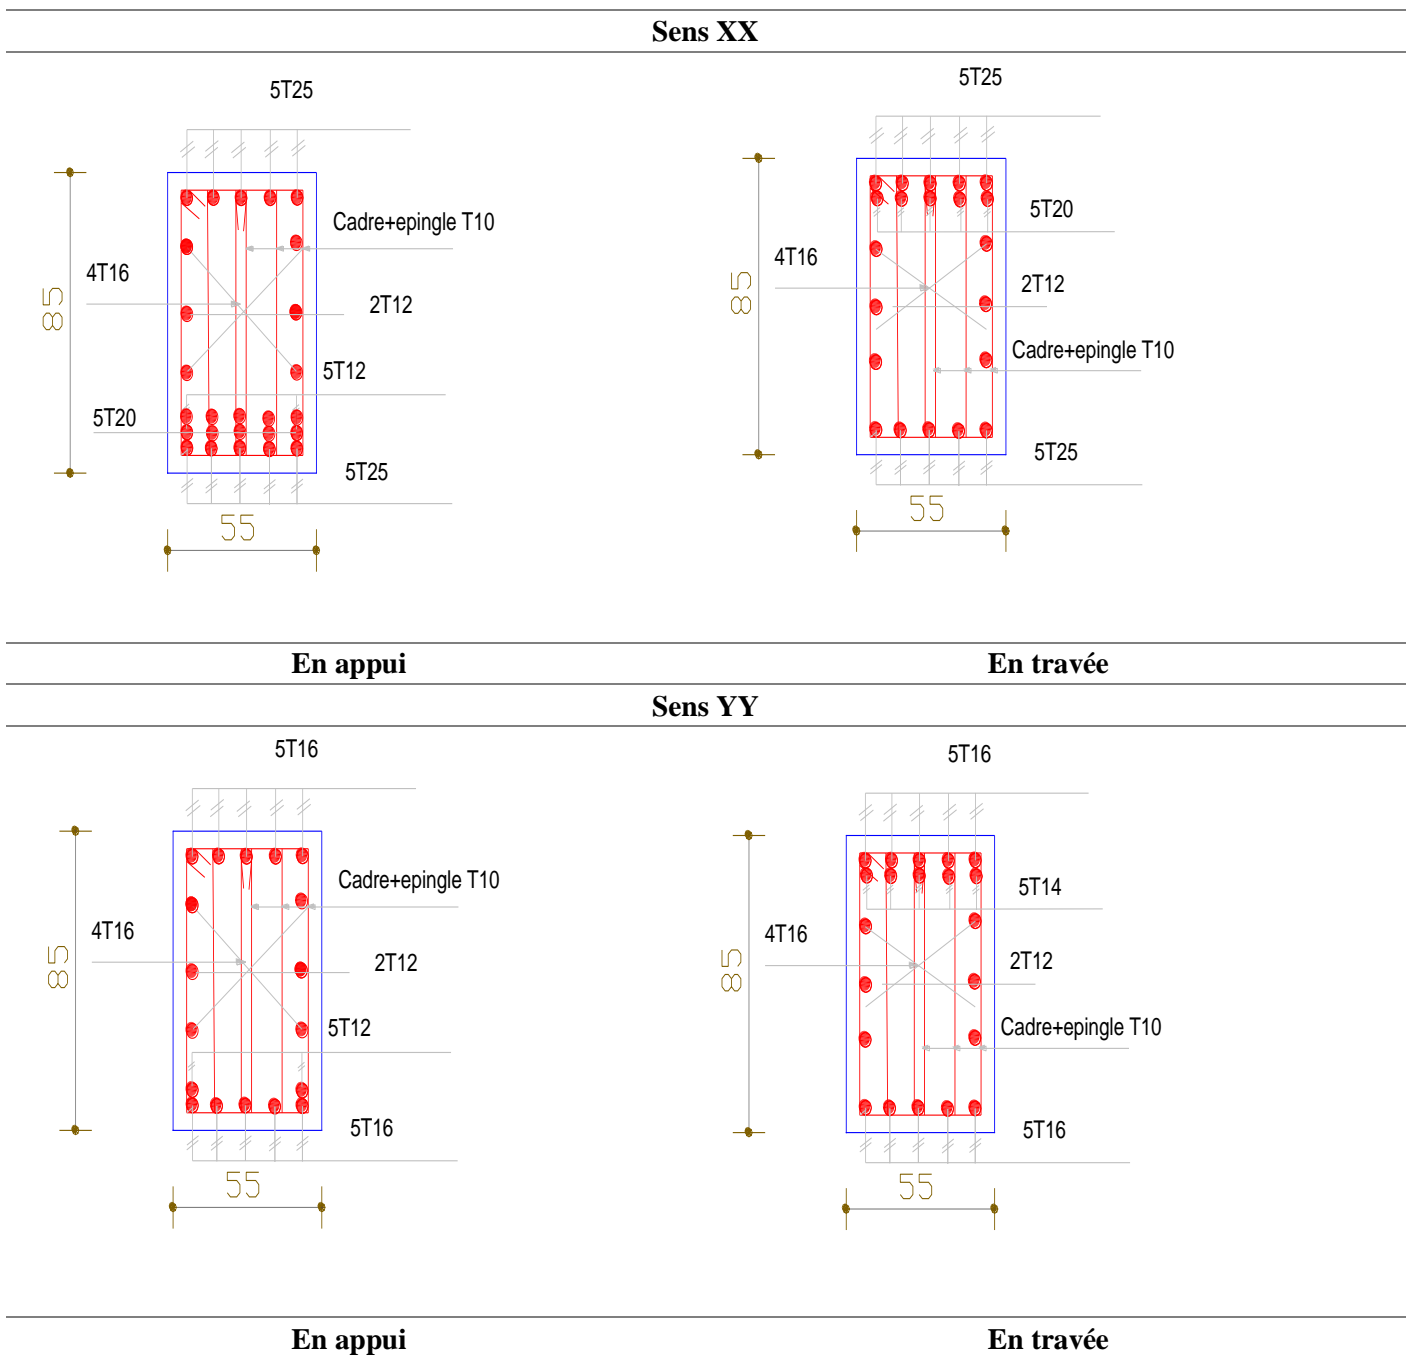 Sens XX
5T25
Cadre+epingle T10
4T16
2T12
85
5T12
5T20
5T25
55
5T25
5T20
4T16
2T12
85
Cadre+epingle T10
5T25
55
En appui
En travée
Sens YY
5T16
Cadre+epingle T10
4T16
2T12
85
5T12
5T16
55
5T16
5T14
4T16
2T12
85
Cadre+epingle T10
5T16
55
En appui
En travée